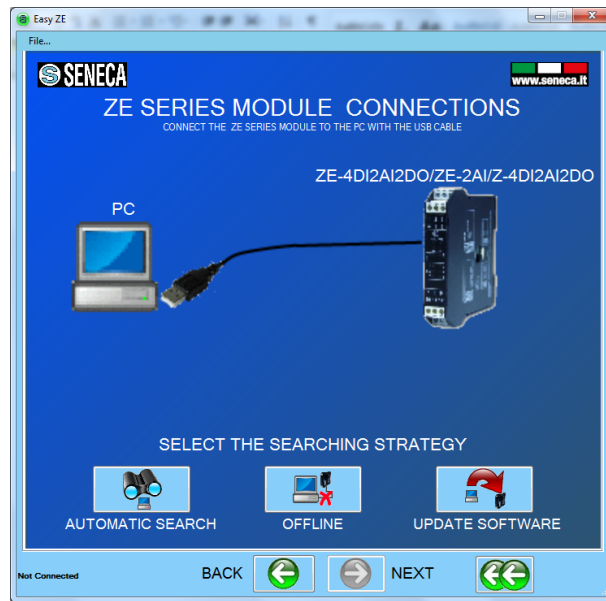 Easy ZE
File...
SENECA
www.seneca.it
ZE SERIES MODULE CONNECTIONS
CONNECT THE ZE SERIES MODULE TO THE PC WITH THE USB CABLE
ZE-4DI2AI2DO/ZE-2AI/Z-4DI2AI2DO
PC
SELECT THE SEARCHING STRATEGY
AUTOMATIC SEARCH
OFFLINE
UPDATE SOFTWARE
Not Connected
BACK
NEXT